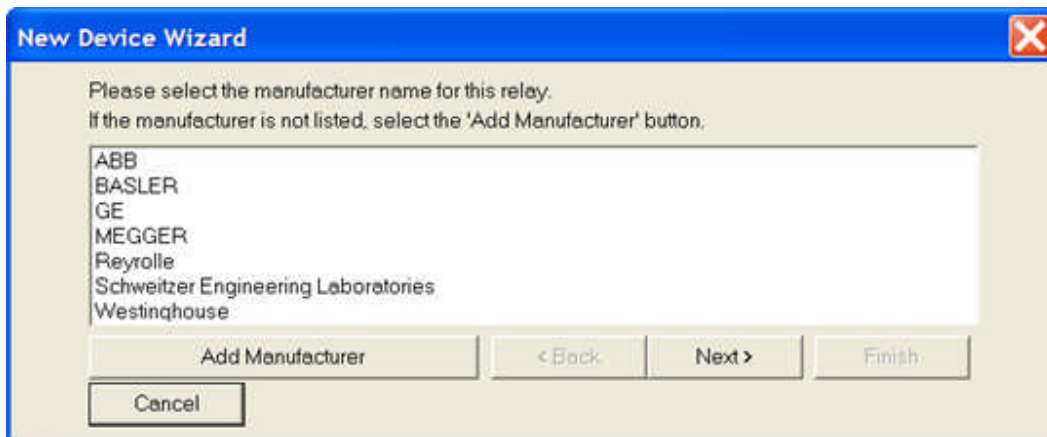 New Device Wizard
Please select the manufacturer name for this relay.
If the manufacturer is not listed, select the 'Add Manufacturer' button.
ABB
BASLER
GE
MEGGER
Reyrolle
Schweitzer Engineering Laboratories
Westinghouse
Add Manufacturer < Back Next > Finish
Cancel